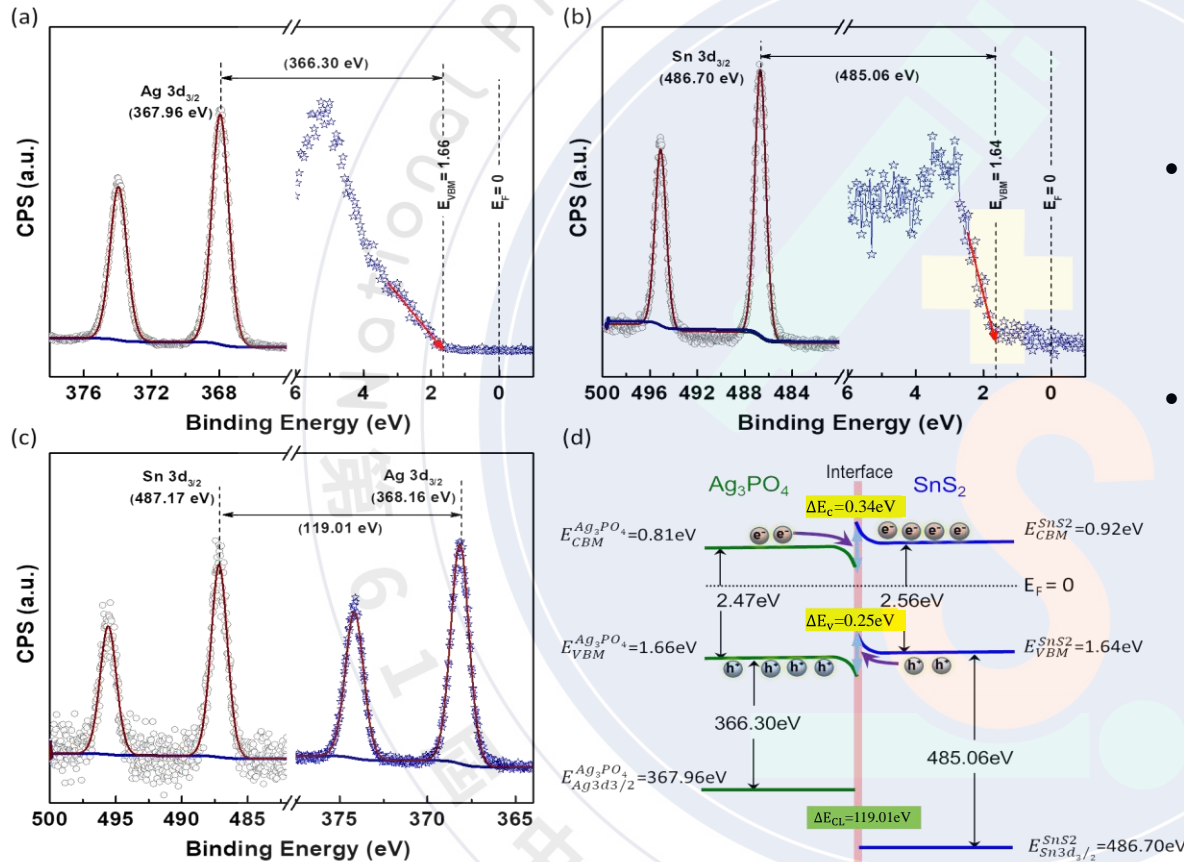 (a)
Ag 3d3/2
(367.96 eV)
(366.30 eV)
EVBM= 1.66
EF= 0
CPS (a.u.)
376
368
6
4
2
0
Binding Energy (eV)
(b)
Sn 3d3/2
(486.70 eV)
(485.06 eV)
EVBM= 1.64
EF= 0
CPS (a.u.)
500
496
492
488
484
6
4
2
0
Binding Energy (eV)
(c)
Sn 3d3/2
(487.17 eV)
Ag 3d3/2
(368.16 eV)
(119.01 eV)
CPS (a.u.)
500
495
490
485
375
370
365
Binding Energy (eV)
(d)
Interface
Ag3PO4
SnS2
ΔEc=0.34eV
e- e-
e- e- e- e-
E_CBM^Ag3PO4=0.81eV
E_CBM^SnS2=0.92eV
EF = 0
2.47eV
2.56eV
ΔEv=0.25eV
E_VBM^Ag3PO4=1.66eV
E_VBM^SnS2=1.64eV
h+ h+ h+ h+
h+ h+
366.30eV
485.06eV
E_Ag3d3/2^Ag3PO4=367.96eV
ΔECL=119.01eV
E_Sn3d3/2^SnS2=486.70eV
National
第